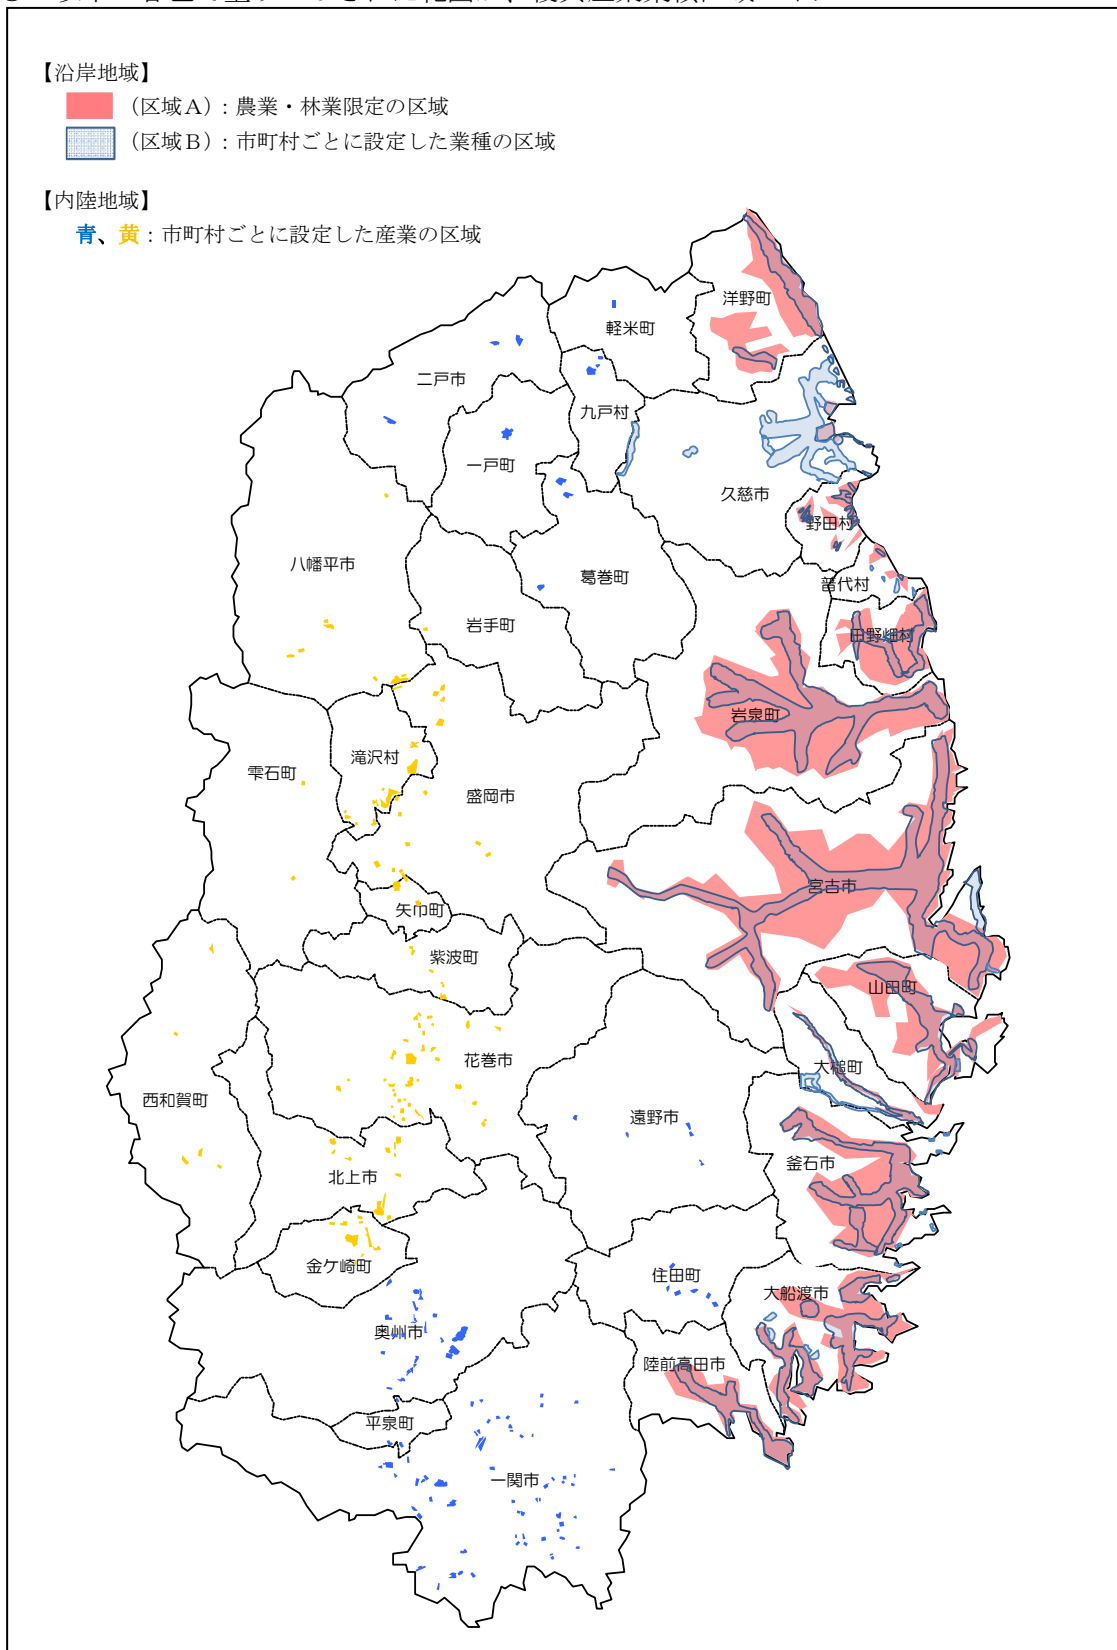 【沿岸地域】
（区域A）：農業・林業限定の区域
（区域B）：市町村ごとに設定した業種の区域
【内陸地域】
青、黄：市町村ごとに設定した産業の区域
洋野町
軽米町
二戸市
九戸村
一戸町
久慈市
野田村
八幡平市
葛巻町
普代村
岩手町
田野畑村
岩泉町
滝沢村
雫石町
盛岡市
宮古市
矢巾町
紫波町
山田町
花巻市
大槌町
西和賀町
遠野市
釜石市
北上市
金ケ崎町
住田町
大船渡市
奥州市
陸前高田市
平泉町
一関市